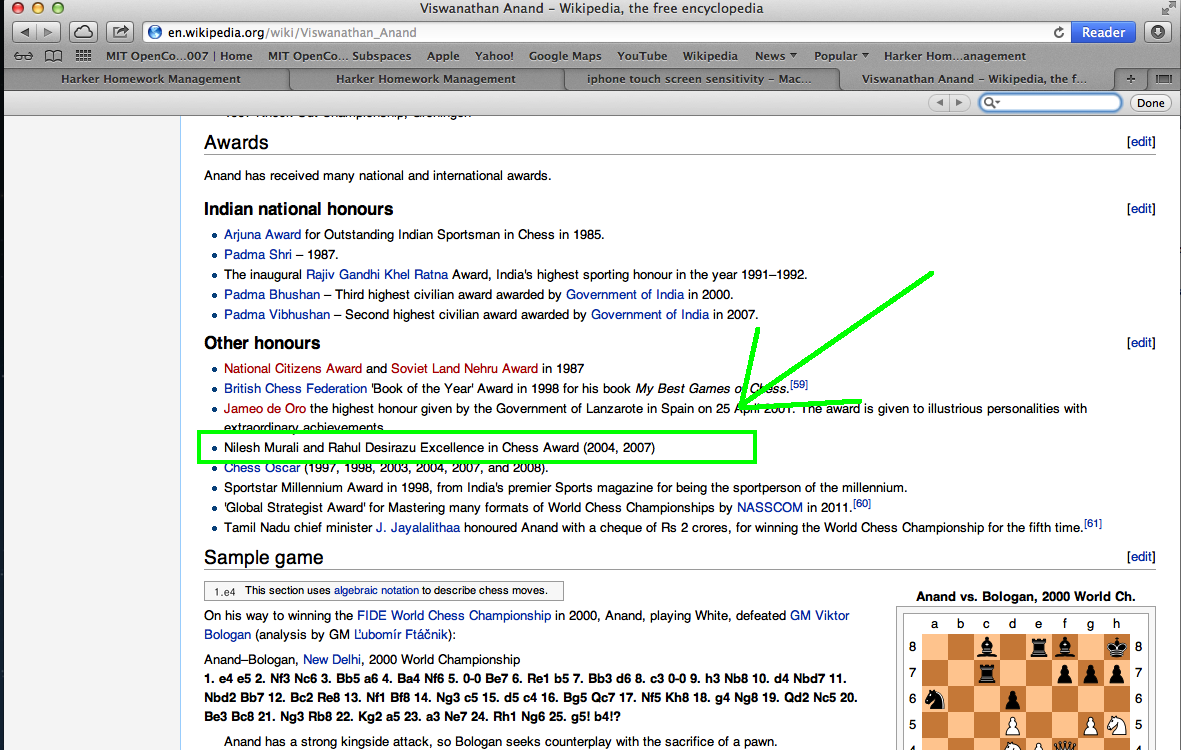 Viswanathan Anand – Wikipedia, the free encyclopedia
en.wikipedia.org/wiki/Viswanathan_Anand
Reader
MIT OpenCo...007 | Home MIT OpenCo... Subspaces Apple Yahoo! Google Maps YouTube Wikipedia News Popular Harker Hom...anagement
Harker Homework Management Harker Homework Management iphone touch screen sensitivity – Mac... Viswanathan Anand – Wikipedia, the f...
Done
Awards [edit]
Anand has received many national and international awards.
Indian national honours [edit]
Arjuna Award for Outstanding Indian Sportsman in Chess in 1985.
Padma Shri – 1987.
The inaugural Rajiv Gandhi Khel Ratna Award, India's highest sporting honour in the year 1991–1992.
Padma Bhushan – Third highest civilian award awarded by Government of India in 2000.
Padma Vibhushan – Second highest civilian award awarded by Government of India in 2007.
Other honours [edit]
National Citizens Award and Soviet Land Nehru Award in 1987
British Chess Federation 'Book of the Year' Award in 1998 for his book My Best Games of Chess.[59]
Jameo de Oro the highest honour given by the Government of Lanzarote in Spain on 25 April 2001. The award is given to illustrious personalities with
extraordinary achievements.
Nilesh Murali and Rahul Desirazu Excellence in Chess Award (2004, 2007)
Chess Oscar (1997, 1998, 2003, 2004, 2007, and 2008).
Sportstar Millennium Award in 1998, from India's premier Sports magazine for being the sportperson of the millennium.
'Global Strategist Award' for Mastering many formats of World Chess Championships by NASSCOM in 2011.[60]
Tamil Nadu chief minister J. Jayalalithaa honoured Anand with a cheque of Rs 2 crores, for winning the World Chess Championship for the fifth time.[61]
Sample game [edit]
1.e4 This section uses algebraic notation to describe chess moves.
On his way to winning the FIDE World Chess Championship in 2000, Anand, playing White, defeated GM Viktor
Bologan (analysis by GM Ľubomír Ftáčnik):
Anand–Bologan, New Delhi, 2000 World Championship
1. e4 e5 2. Nf3 Nc6 3. Bb5 a6 4. Ba4 Nf6 5. 0-0 Be7 6. Re1 b5 7. Bb3 d6 8. c3 0-0 9. h3 Nb8 10. d4 Nbd7 11.
Nbd2 Bb7 12. Bc2 Re8 13. Nf1 Bf8 14. Ng3 c5 15. d5 c4 16. Bg5 Qc7 17. Nf5 Kh8 18. g4 Ng8 19. Qd2 Nc5 20.
Be3 Bc8 21. Ng3 Rb8 22. Kg2 a5 23. a3 Ne7 24. Rh1 Ng6 25. g5! b4!?
Anand has a strong kingside attack, so Bologan seeks counterplay with the sacrifice of a pawn.
Anand vs. Bologan, 2000 World Ch.
a b c d e f g h
8 8
7 7
6 6
5 5